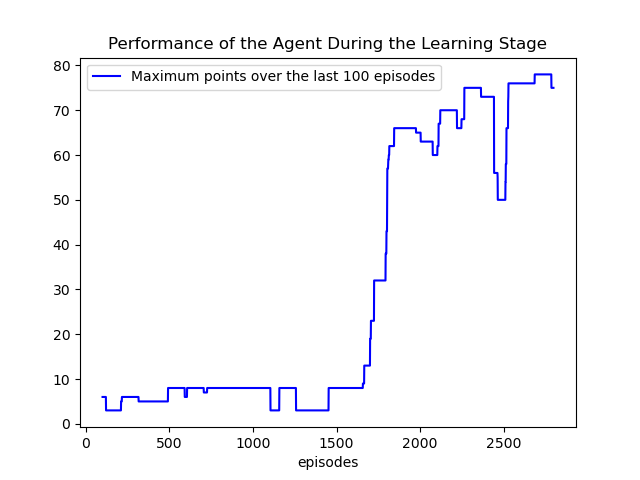 Performance of the Agent During the Learning Stage
Maximum points over the last 100 episodes
80
70
60
50
40
30
20
10
0
0 500 1000 1500 2000 2500
episodes